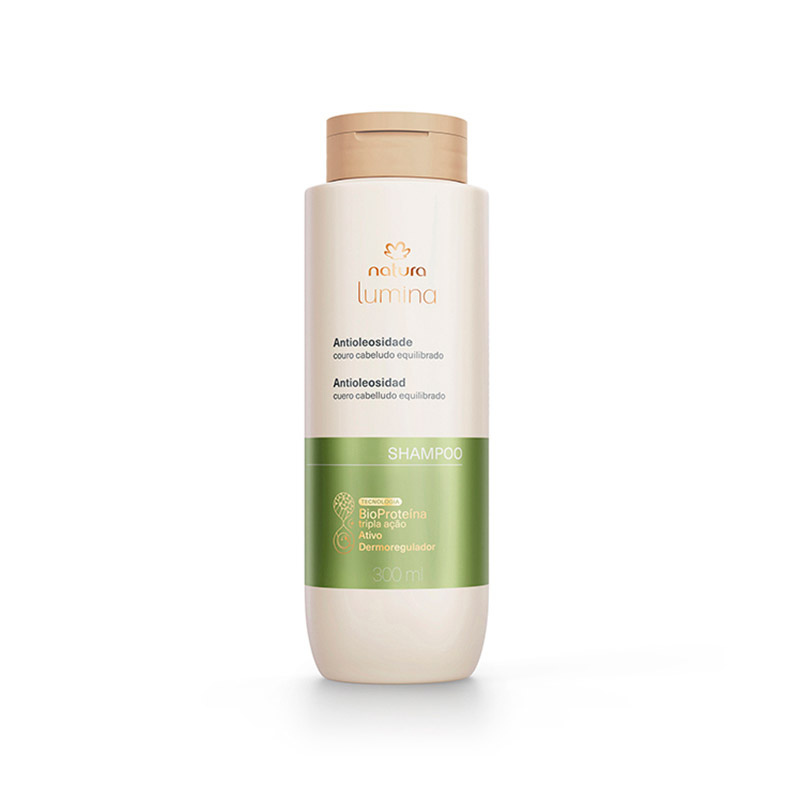 natura
lumina
Antioleosidade
couro cabeludo equilibrado
Antioleosidad
cuero cabelludo equilibrado
SHAMPOO
TECNOLOGIA
BioProteína
tripla ação
Ativo
Dermoregulador
300 ml